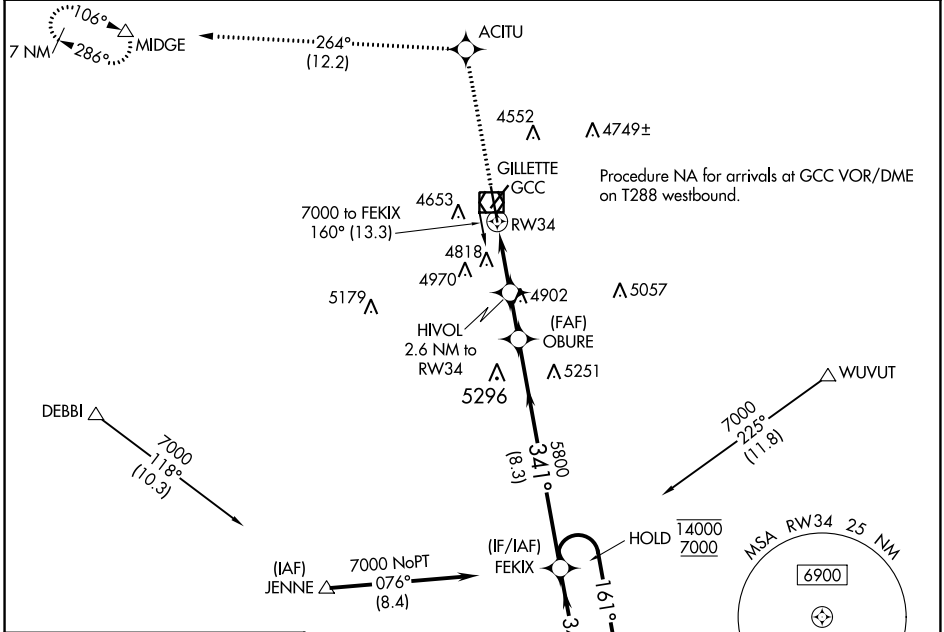 106°
7 NM
286°
MIDGE
264°
(12.2)
ACITU
4552
4749±
GILLETTE
GCC
Procedure NA for arrivals at GCC VOR/DME
on T288 westbound.
4653
7000 to FEKIX
160° (13.3)
RW34
4818
4970
5179
4902
5057
HIVOL
2.6 NM to
RW34
(FAF)
OBURE
5296
5251
WUVUT
7000
225°
(11.8)
DEBBI
7000
118°
(10.3)
5800
341°
(8.3)
HOLD
14000
7000
(IF/IAF)
FEKIX
(IAF)
JENNE
7000 NoPT
076°
(8.4)
161°
MSA RW34 25 NM
6900